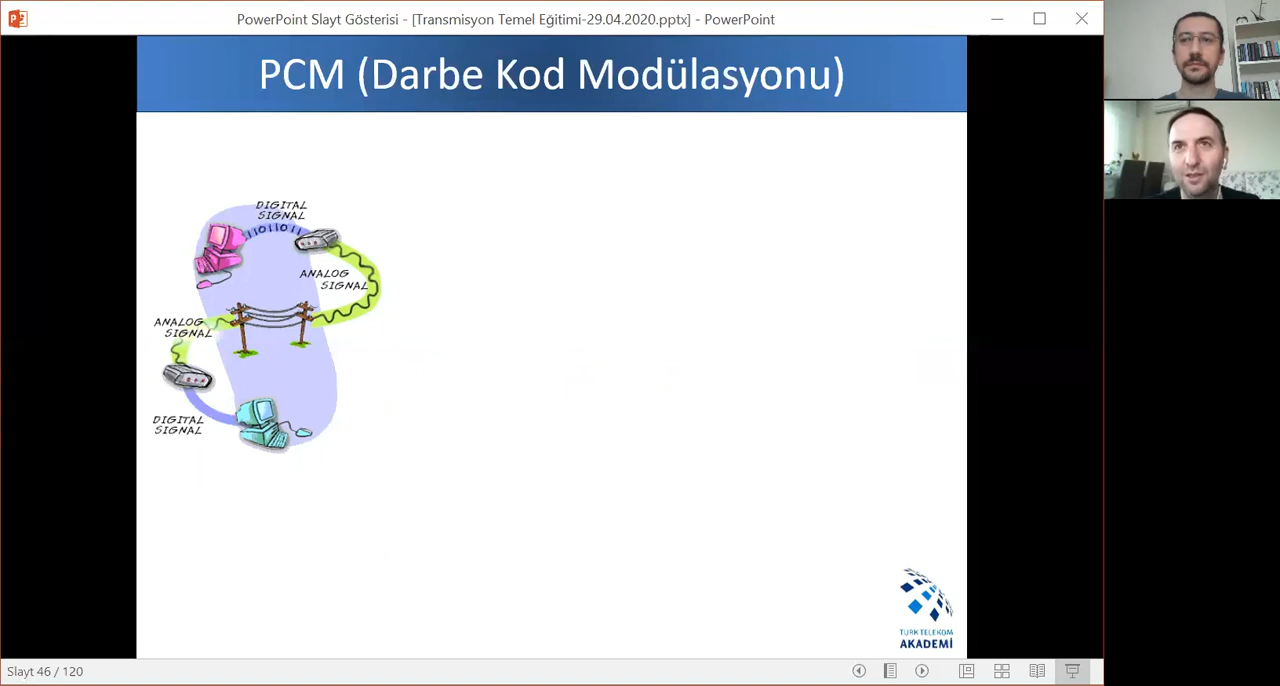 PowerPoint Slayt Gösterisi - [Transmisyon Temel Eğitimi-29.04.2020.pptx] - PowerPoint
PCM (Darbe Kod Modülasyonu)
DIGITAL
SIGNAL
11011011
ANALOG
SIGNAL
ANALOG
SIGNAL
DIGITAL
SIGNAL
TÜRK TELEKOM
AKADEMİ
Slayt 46 / 120